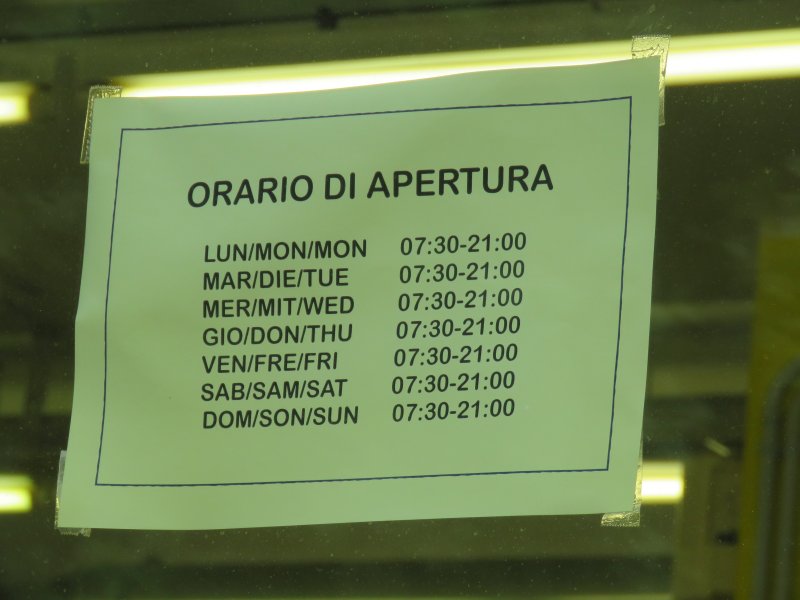 ORARIO DI APERTURA
LUN/MON/MON 07:30-21:00
MAR/DIE/TUE 07:30-21:00
MER/MIT/WED 07:30-21:00
GIO/DON/THU 07:30-21:00
VEN/FRE/FRI 07:30-21:00
SAB/SAM/SAT 07:30-21:00
DOM/SON/SUN 07:30-21:00